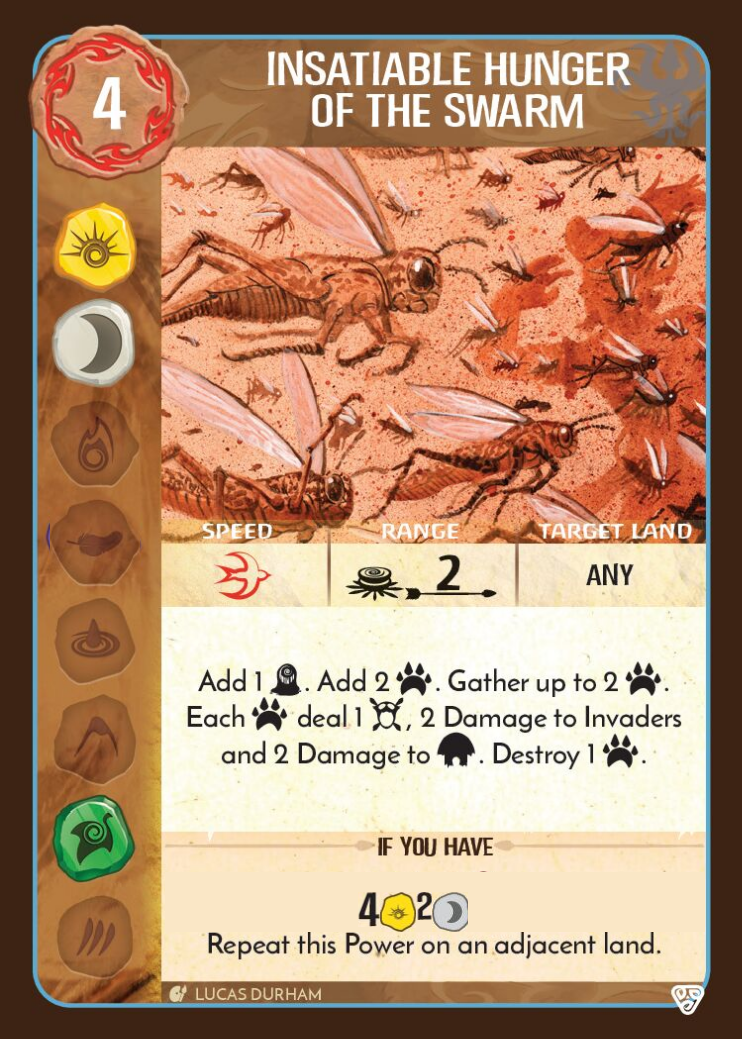 4
INSATIABLE HUNGER
OF THE SWARM
SPEED
RANGE
TARGET LAND
2
ANY
Add 1 . Add 2 . Gather up to 2 .
Each deal 1 , 2 Damage to Invaders
and 2 Damage to . Destroy 1 .
IF YOU HAVE
4 2
Repeat this Power on an adjacent land.
LUCAS DURHAM